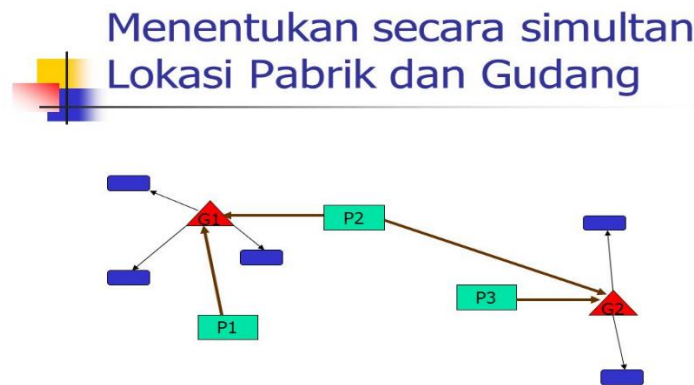 Menentukan secara simultan
Lokasi Pabrik dan Gudang
G1
P2
P3
G2
P1